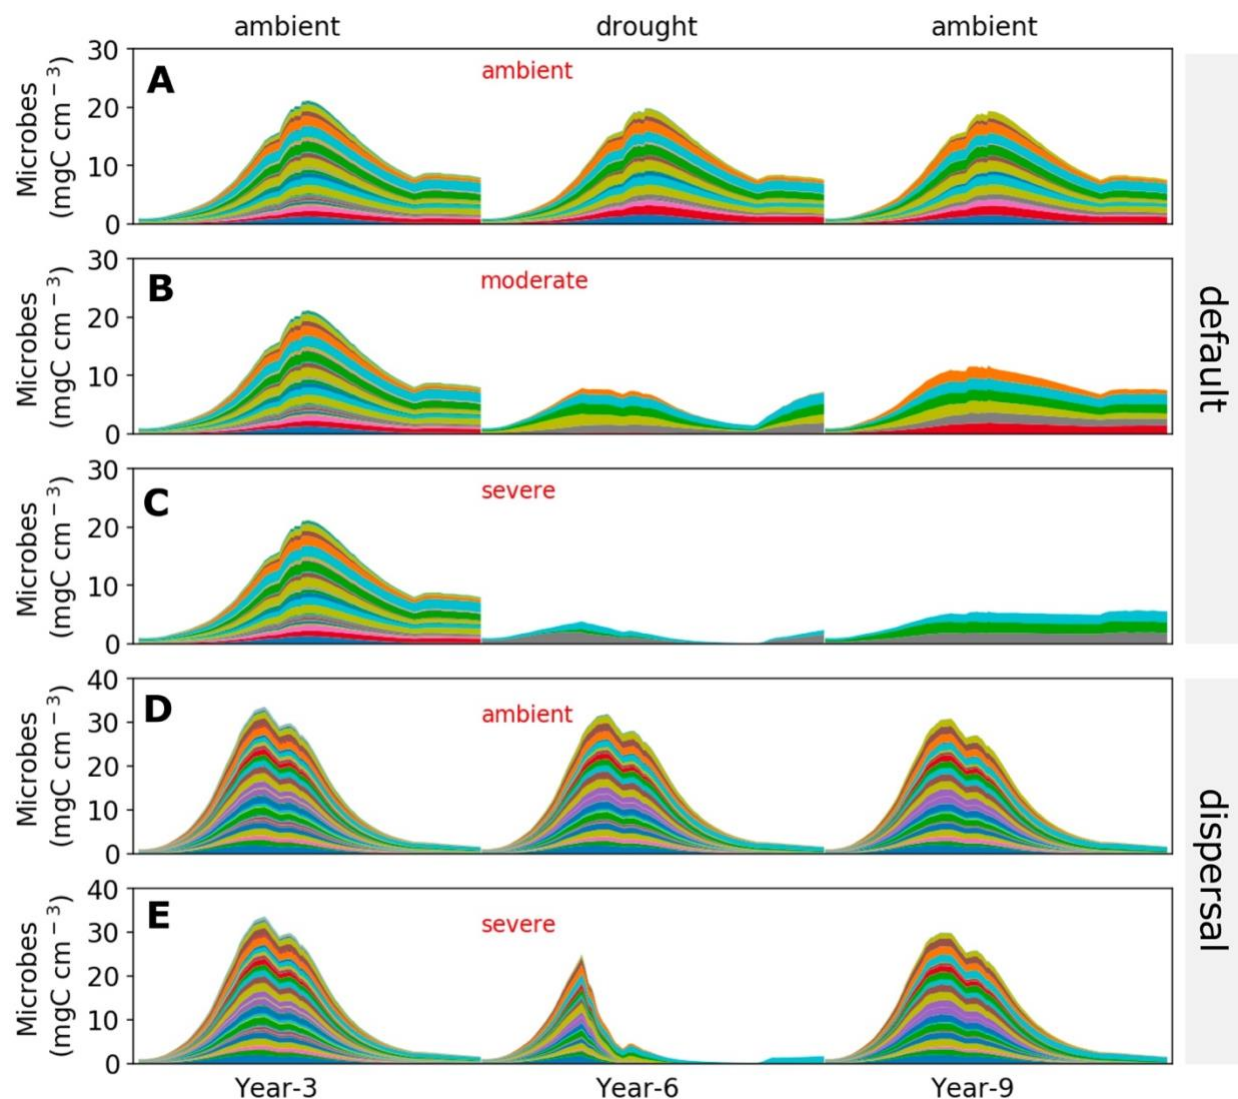 ambient drought ambient
A ambient
Microbes
(mgC cm⁻³)
30
20
10
0
B moderate
Microbes
(mgC cm⁻³)
30
20
10
0
default
C severe
Microbes
(mgC cm⁻³)
30
20
10
0
D ambient
Microbes
(mgC cm⁻³)
40
30
20
10
0
dispersal
E severe
Microbes
(mgC cm⁻³)
40
30
20
10
0
Year-3 Year-6 Year-9